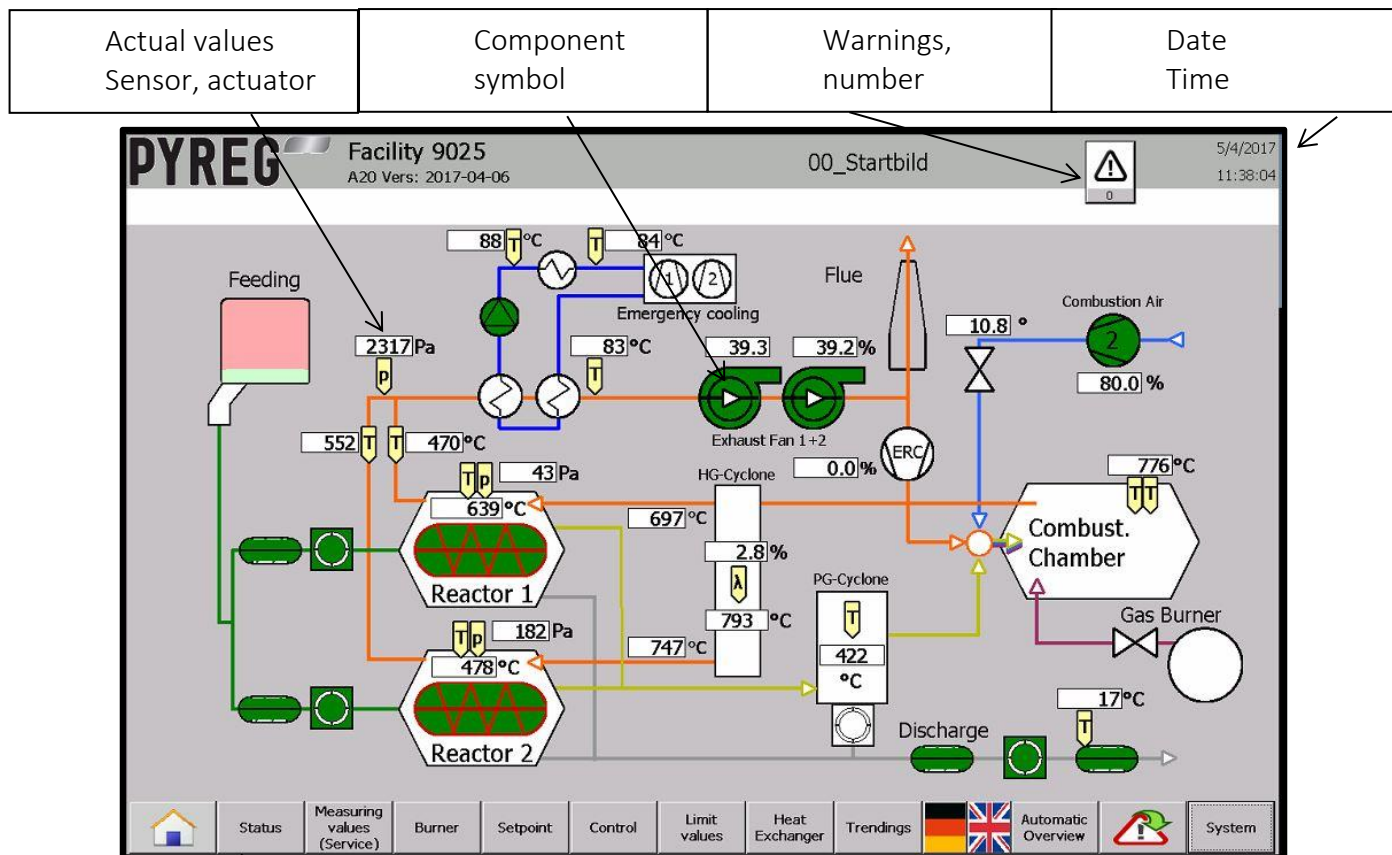 Actual values
Sensor, actuator
Component
symbol
Warnings,
number
Date
Time
PYREG
Facility 9025
A20 Vers: 2017-04-06
00_Startbild
0
5/4/2017
11:38:04
88 T °C
T 84 °C
Feeding
1 2
Flue
Emergency cooling
Combustion Air
10.8 °
2
2317 Pa
p
83 °C
T
39.3
39.2 %
80.0 %
552 T
T 470 °C
Exhaust Fan 1+2
ERC
0.0 %
T p
43 Pa
HG-Cyclone
776 °C
T T
639 °C
697 °C
2.8 %
Combust.
Chamber
Reactor 1
λ
PG-Cyclone
793 °C
T
Gas Burner
T p
182 Pa
747 °C
422
°C
478 °C
17 °C
T
Discharge
Reactor 2
Status
Measuring
values
(Service)
Burner
Setpoint
Control
Limit
values
Heat
Exchanger
Trendings
Automatic
Overview
System